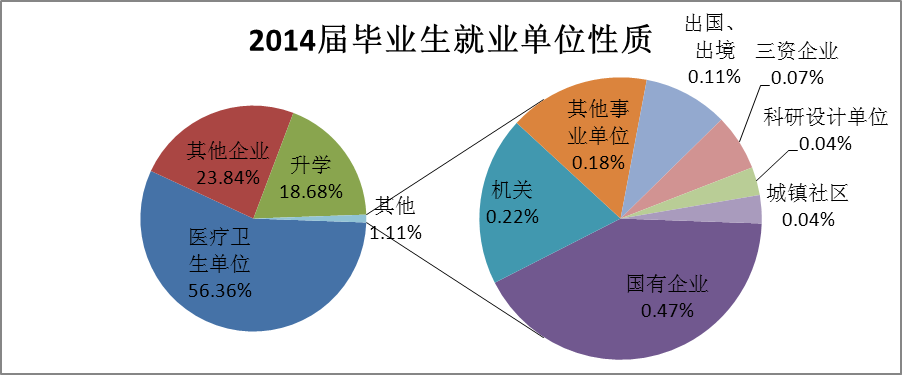 2014届毕业生就业单位性质
其他企业
23.84%
升学
18.68%
其他
1.11%
医疗卫
生单位
56.36%
出国、
出境
0.11%
三资企业
0.07%
科研设计单位
0.04%
城镇社区
0.04%
其他事
业单位
0.18%
机关
0.22%
国有企业
0.47%